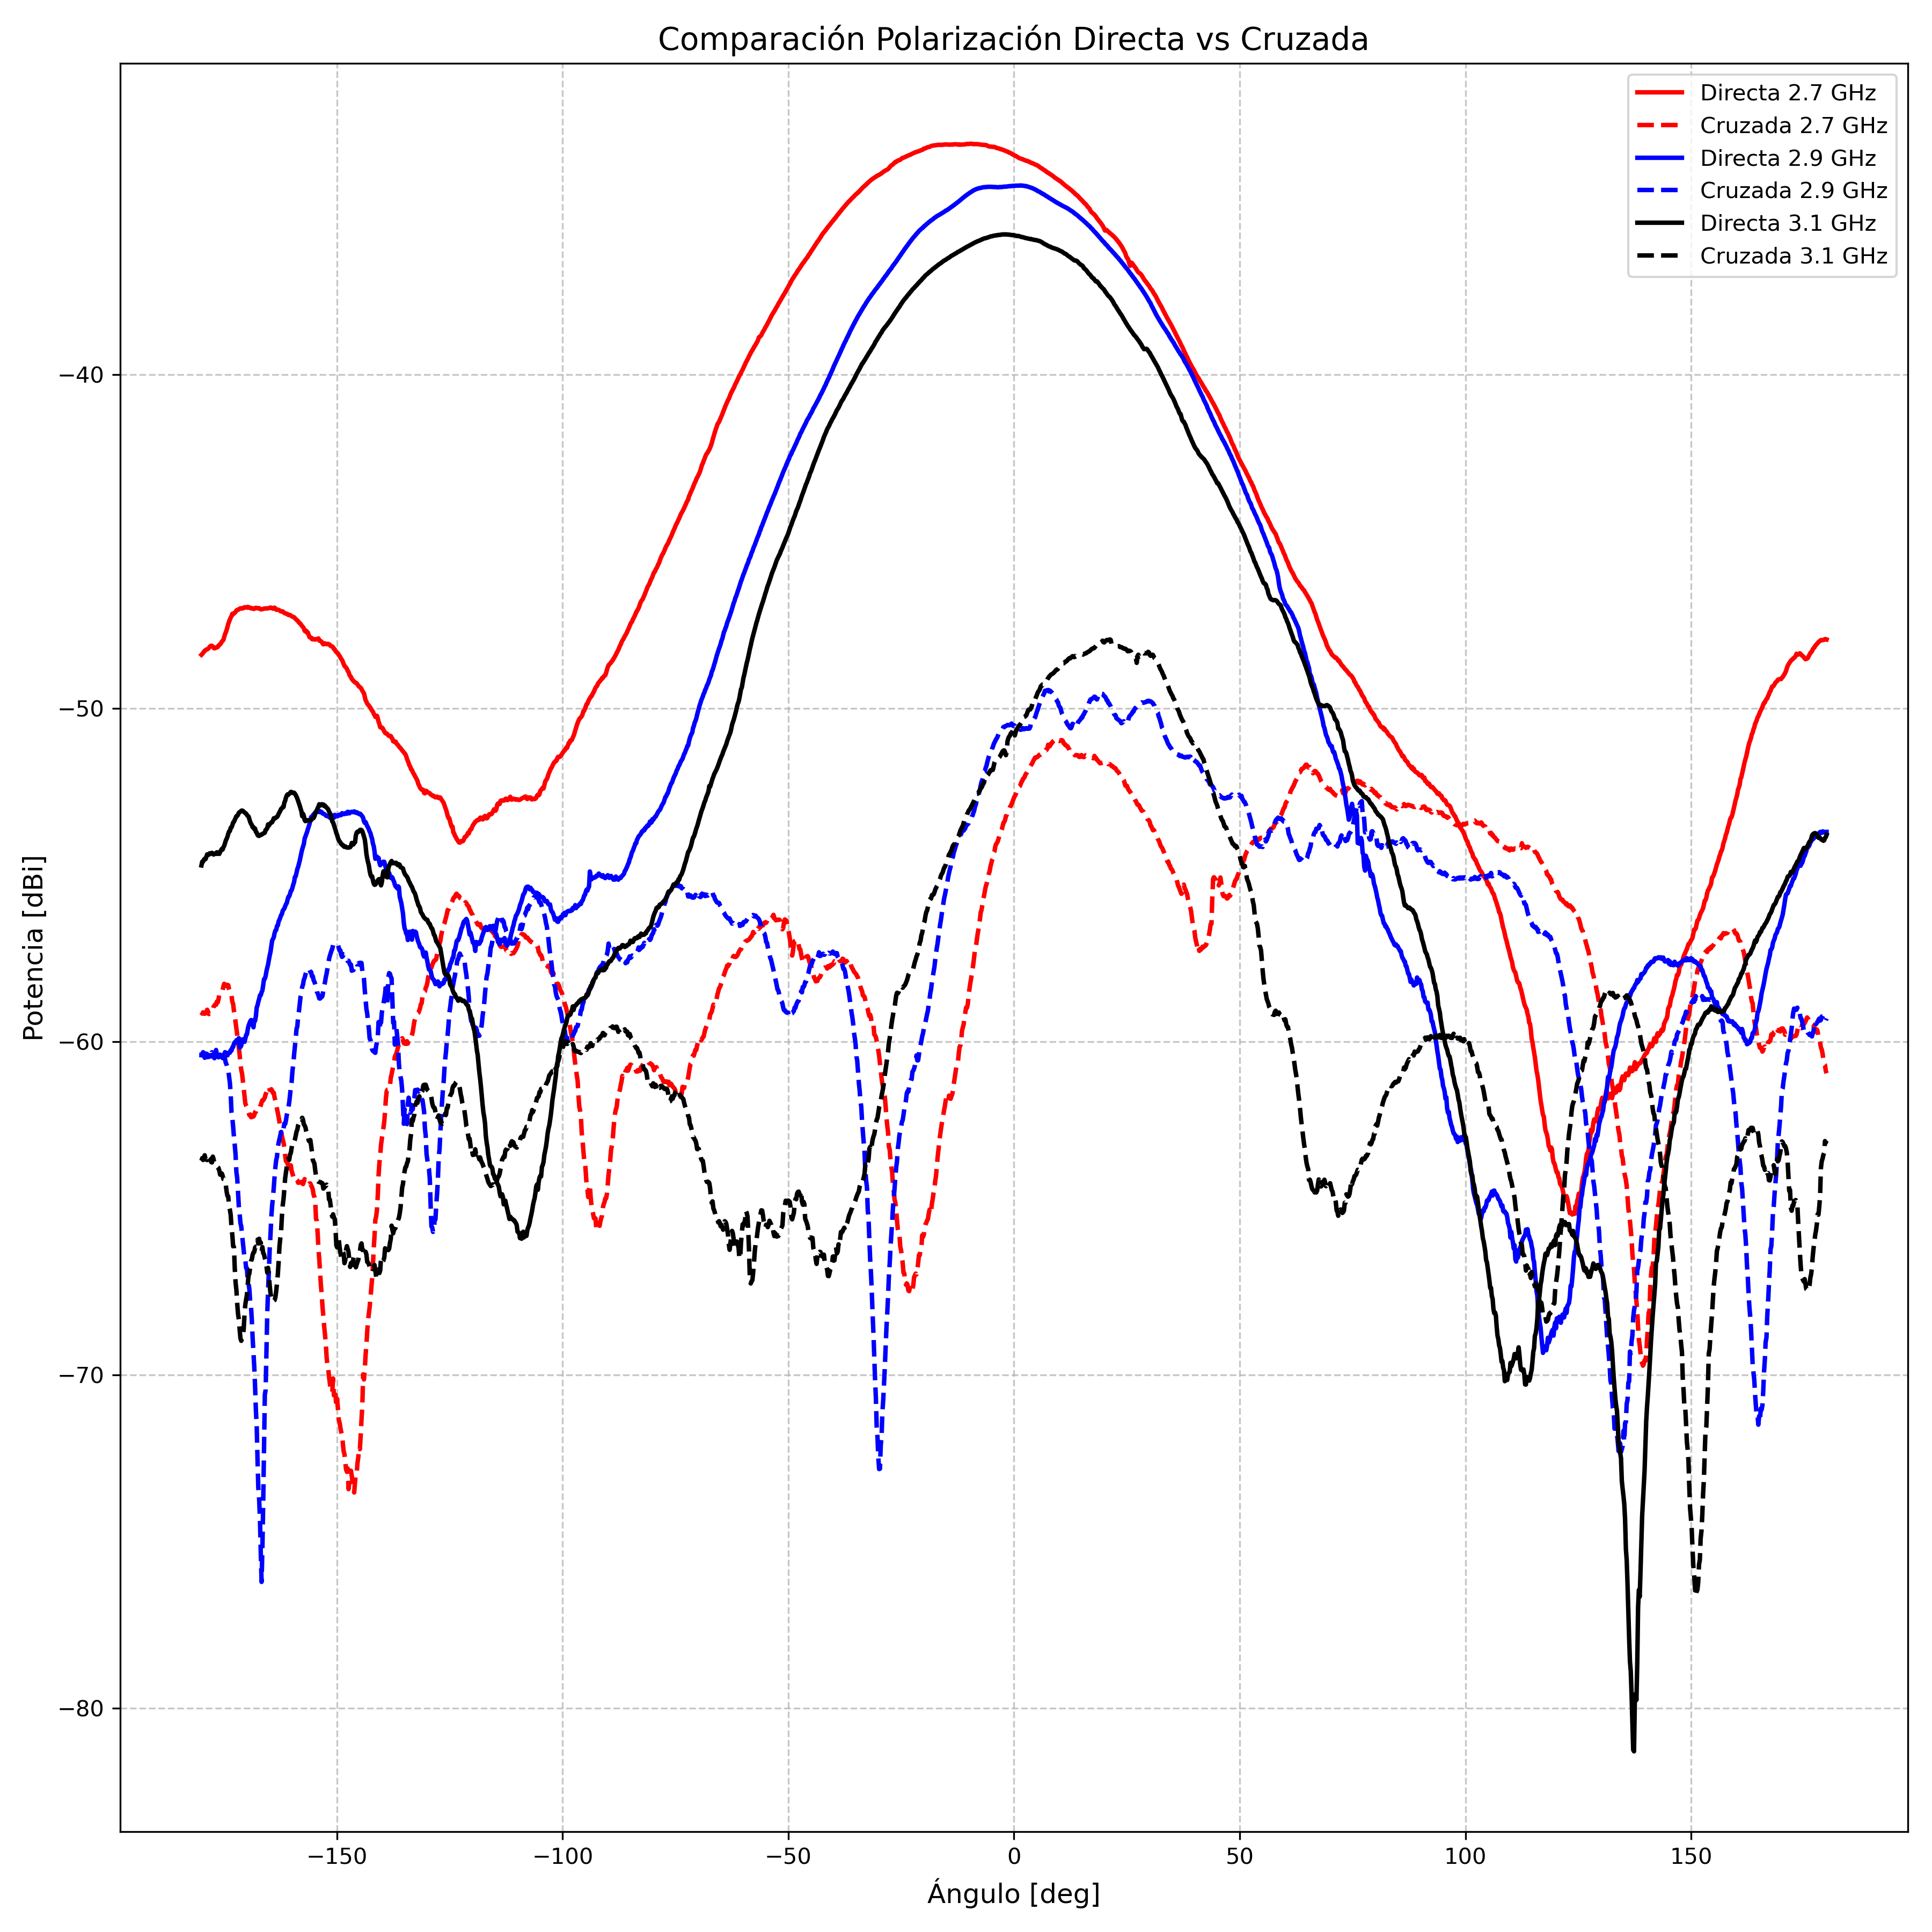 Comparación Polarización Directa vs Cruzada
Directa 2.7 GHz
Cruzada 2.7 GHz
Directa 2.9 GHz
Cruzada 2.9 GHz
Directa 3.1 GHz
Cruzada 3.1 GHz
Potencia [dBi]
−40
−50
−60
−70
−80
−150
−100
−50
0
50
100
150
Ángulo [deg]